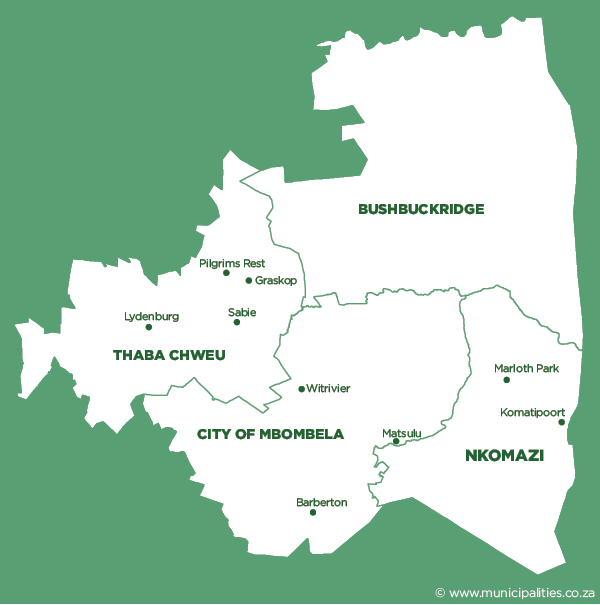 BUSHBUCKRIDGE
Pilgrims Rest
Graskop
Lydenburg
Sabie
THABA CHWEU
Marloth Park
Witrivier
Komatipoort
CITY OF MBOMBELA
Matsulu
NKOMAZI
Barberton
© www.municipalities.co.za